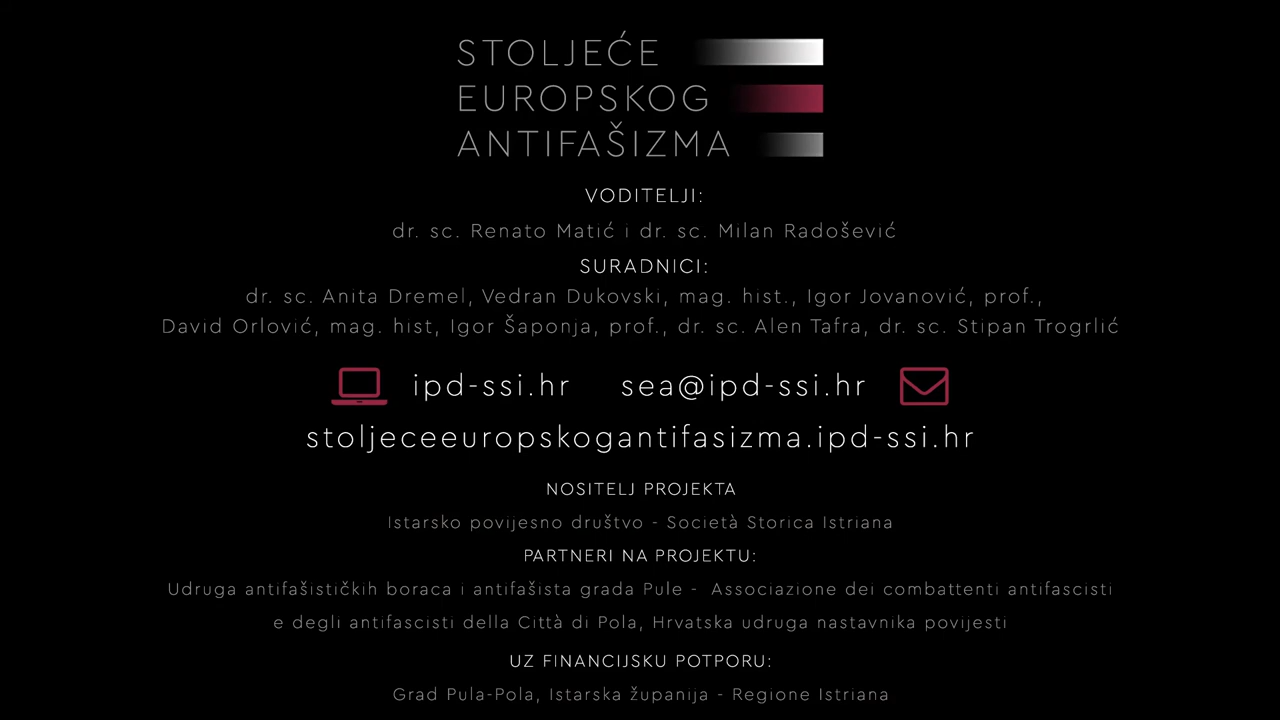 STOLJEĆE
EUROPSKOG
ANTIFAŠIZMA
VODITELJI:
dr. sc. Renato Matić i dr. sc. Milan Radošević
SURADNICI:
dr. sc. Anita Dremel, Vedran Dukovski, mag. hist., Igor Jovanović, prof.,
David Orlović, mag. hist, Igor Šaponja, prof., dr. sc. Alen Tafra, dr. sc. Stipan Trogrlić
ipd-ssi.hr sea@ipd-ssi.hr
stoljeceeuropskogantifasizma.ipd-ssi.hr
NOSITELJ PROJEKTA
Istarsko povijesno društvo - Società Storica Istriana
PARTNERI NA PROJEKTU:
Udruga antifašističkih boraca i antifašista grada Pule - Associazione dei combattenti antifascisti
e degli antifascisti della Città di Pola, Hrvatska udruga nastavnika povijesti
UZ FINANCIJSKU POTPORU:
Grad Pula-Pola, Istarska županija - Regione Istriana